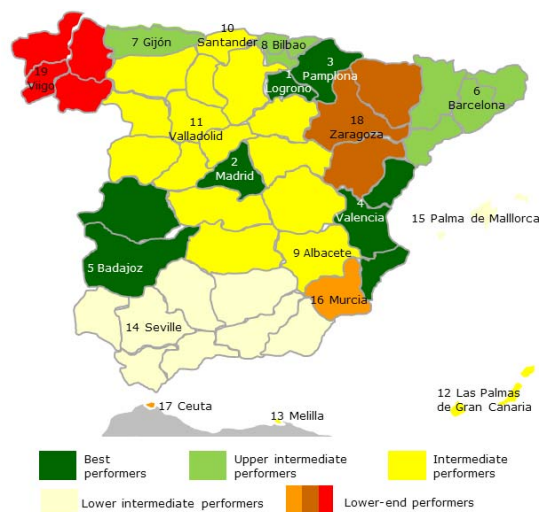 10
Santander
7 Gijón
8 Bilbao
3
Pamplona
1
Logroño
19
Viigo
6
Barcelona
11
Valladolid
18
Zaragoza
2
Madrid
4
Valencia
15 Palma de Malllorca
5 Badajoz
9 Albacete
16 Murcia
14 Seville
12 Las Palmas
de Gran Canaria
17 Ceuta
13 Melilla
Best
performers
Upper intermediate
performers
Intermediate
performers
Lower intermediate performers
Lower-end performers